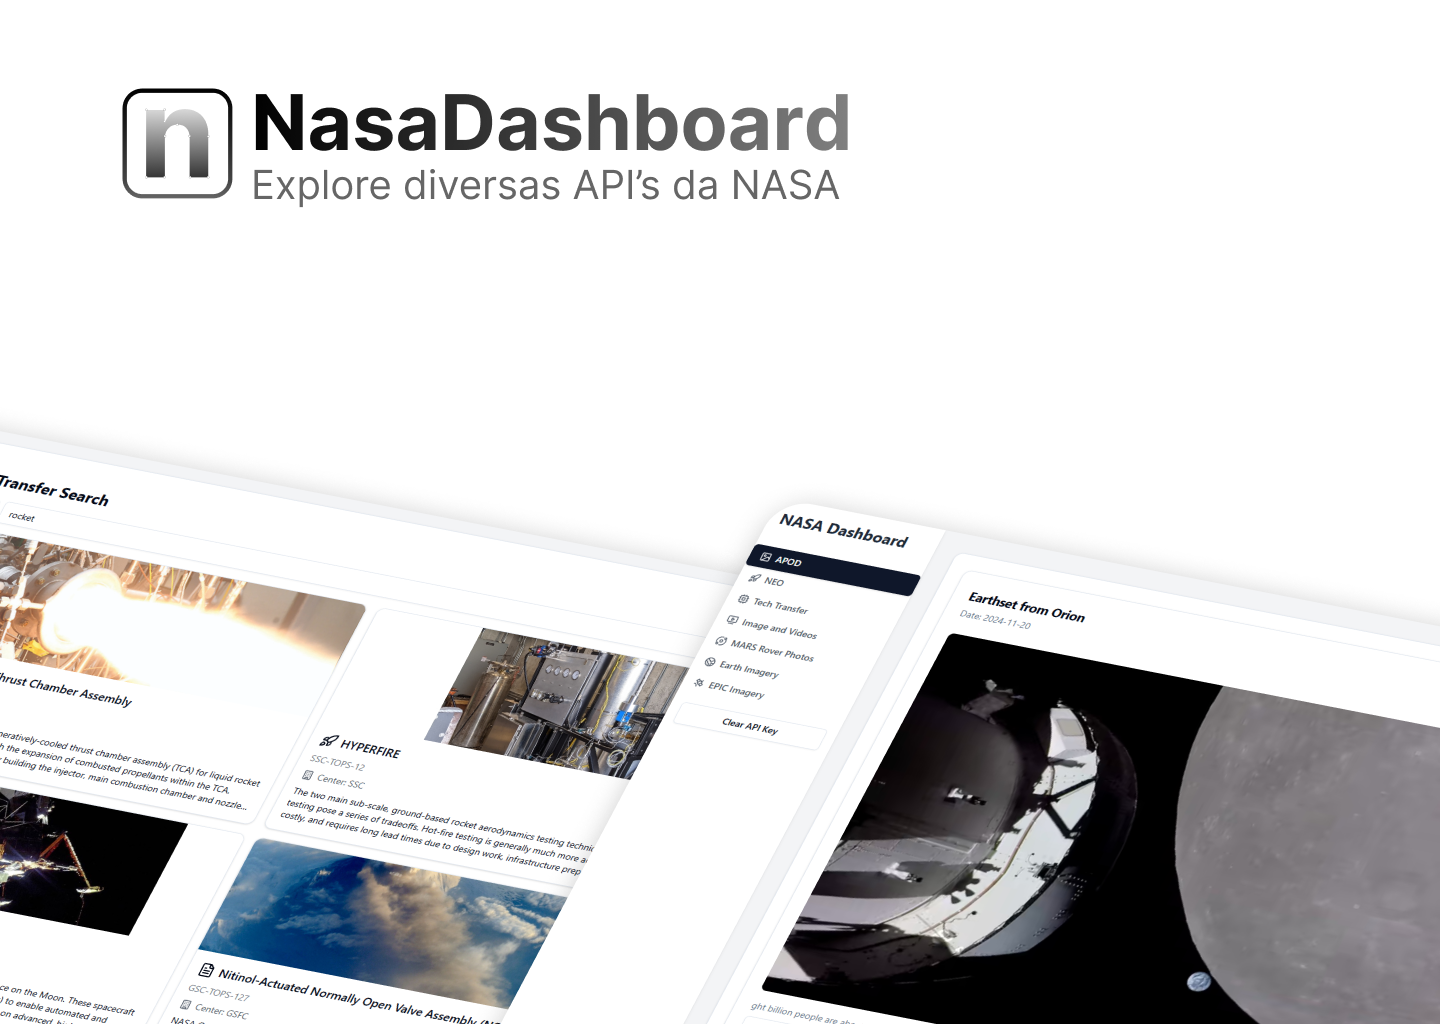 n
NasaDashboard
Explore diversas API’s da NASA
Transfer Search
rocket
Thrust Chamber Assembly
neratively-cooled thrust chamber assembly (TCA) for liquid rocket
h the expansion of combusted propellants within the TCA.
building the injector, main combustion chamber and nozzle...
HYPERFIRE
SSC-TOPS-12
Center: SSC
The two main sub-scale, ground-based rocket aerodynamics testing
testing pose a series of tradeoffs. Hot-fire testing is generally much more
costly, and requires long lead times due to design work, infrastructure
ce on the Moon. These spacecraft
) to enable automated and
on advanced,
Nitinol-Actuated Normally Open Valve Assembly
GSC-TOPS-127
Center: GSFC
NASA
NASA Dashboard
APOD
NEO
Tech Transfer
Image and Videos
MARS Rover Photos
Earth Imagery
EPIC Imagery
Clear API Key
Earthset from Orion
Date: 2024-11-20
ght billion people are